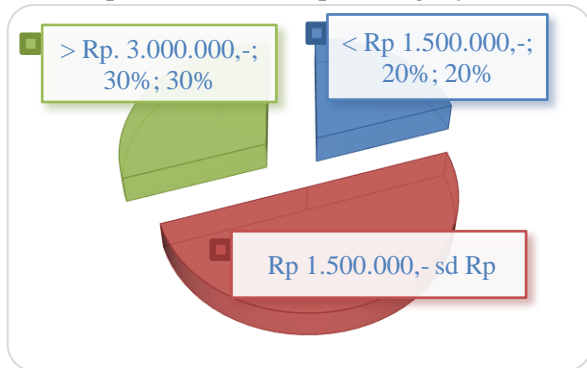 > Rp. 3.000.000,-;
30%; 30%
< Rp 1.500.000,-;
20%; 20%
Rp 1.500.000,- sd Rp